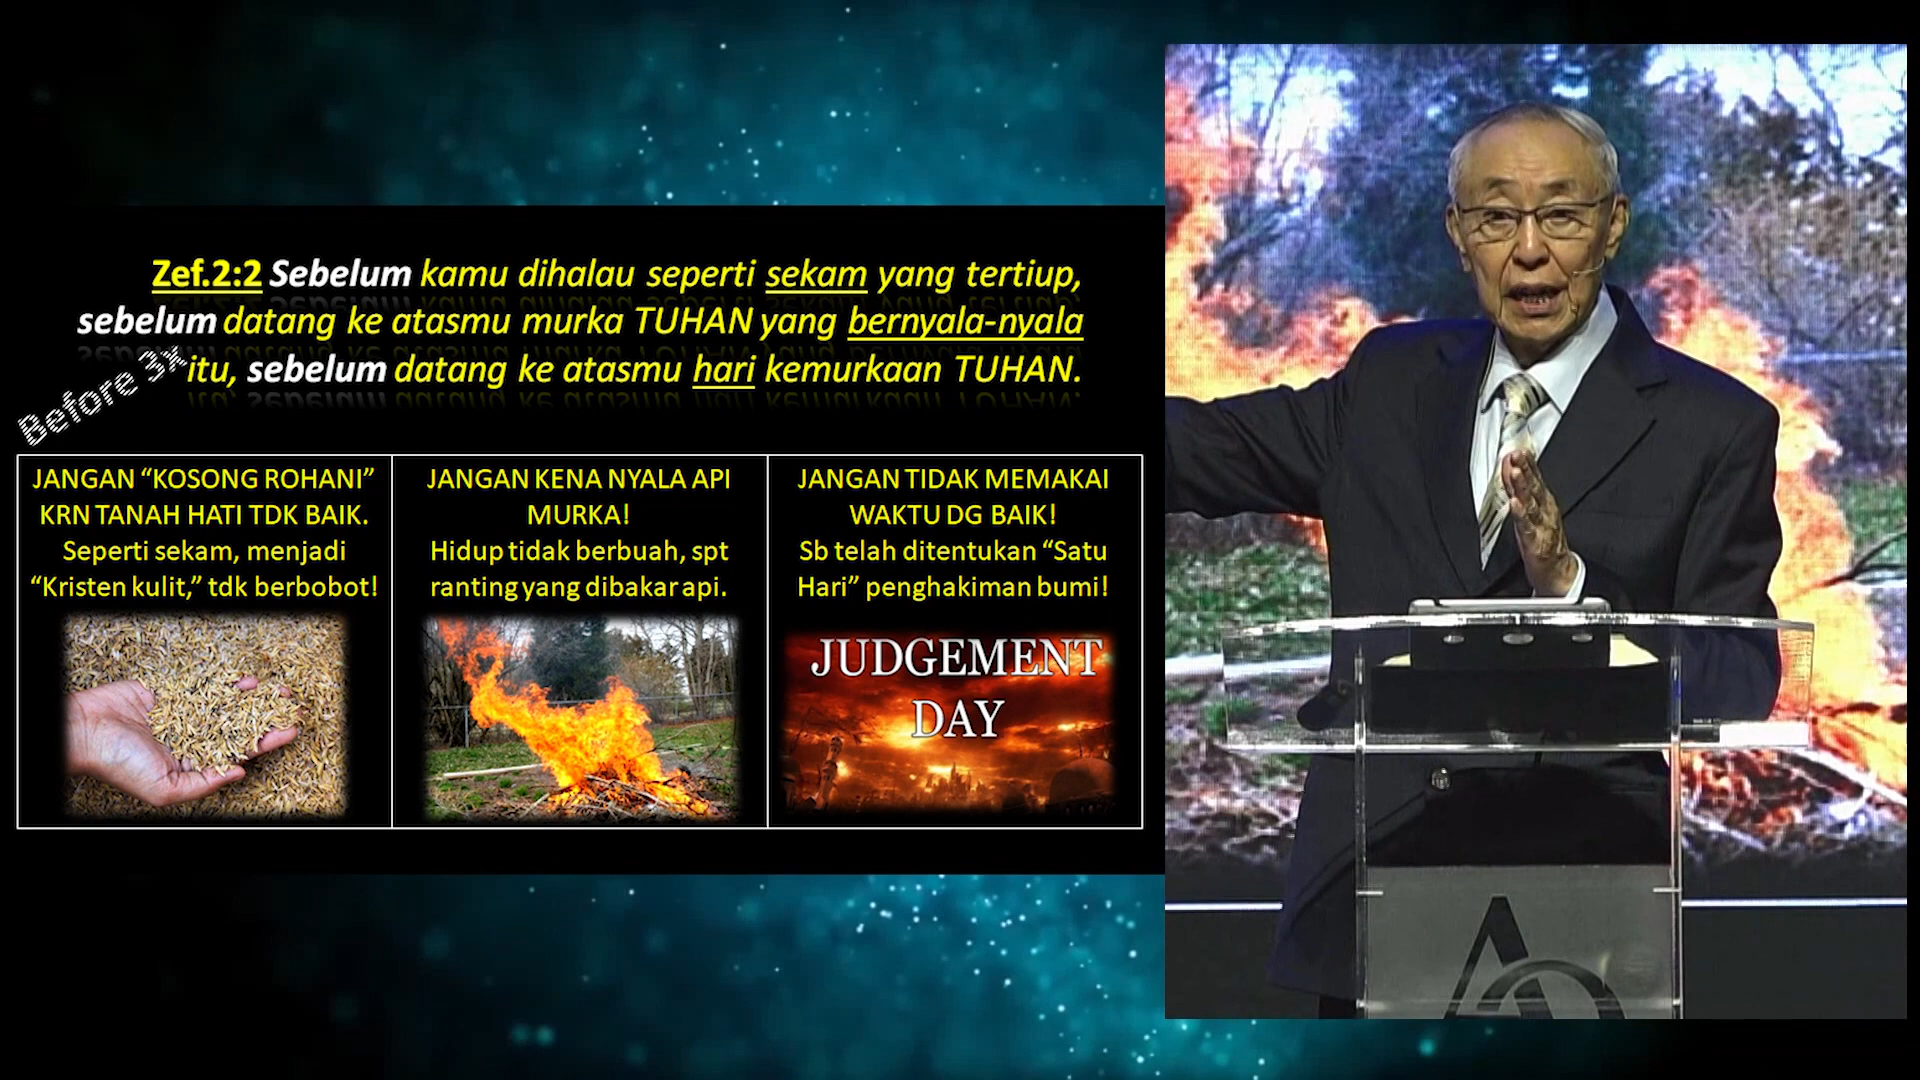 Zef.2:2 Sebelum kamu dihalau seperti sekam yang tertiup,
sebelum datang ke atasmu murka TUHAN yang bernyala-nyala
itu, sebelum datang ke atasmu hari kemurkaan TUHAN.
Before 3x
JANGAN “KOSONG ROHANI”
KRN TANAH HATI TDK BAIK.
Seperti sekam, menjadi
“Kristen kulit,” tdk berbobot!
JANGAN KENA NYALA API
MURKA!
Hidup tidak berbuah, spt
ranting yang dibakar api.
JANGAN TIDAK MEMAKAI
WAKTU DG BAIK!
Sb telah ditentukan “Satu
Hari” penghakiman bumi!
JUDGEMENT
DAY